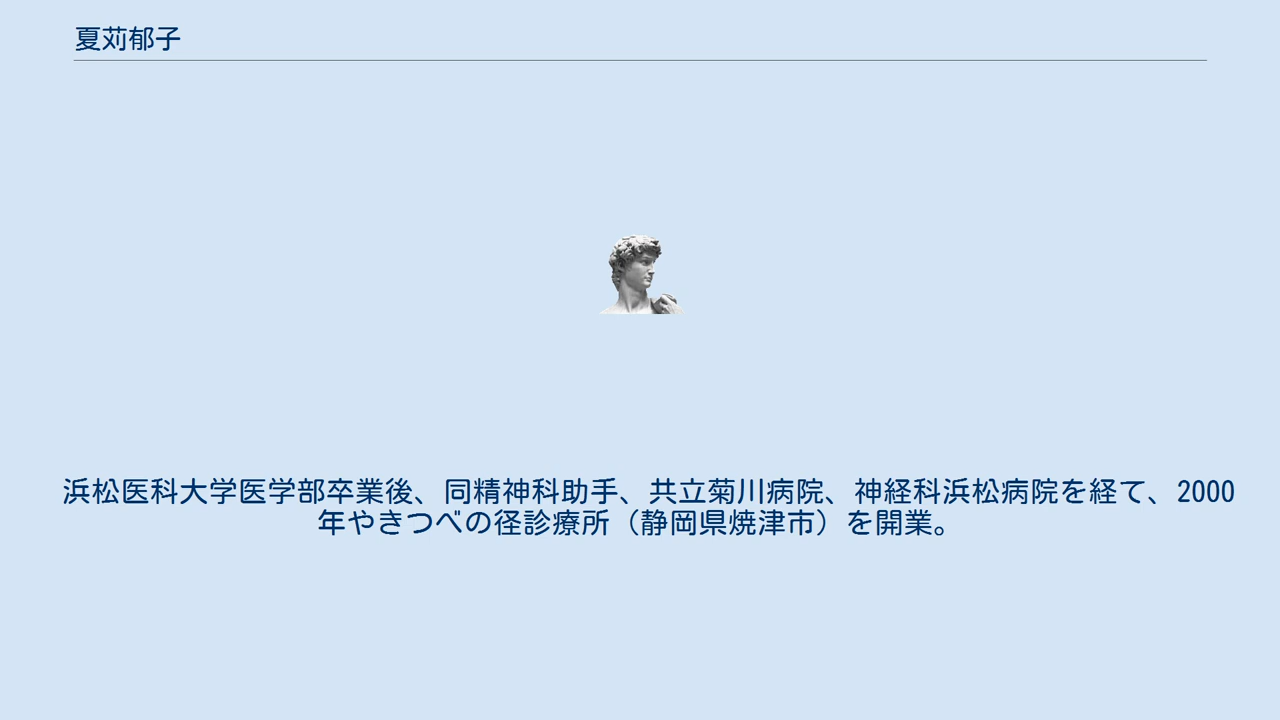 夏苅郁子
浜松医科大学医学部卒業後、同精神科助手、共立菊川病院、神経科浜松病院を経て、2000
年やきつべの径診療所（静岡県焼津市）を開業。